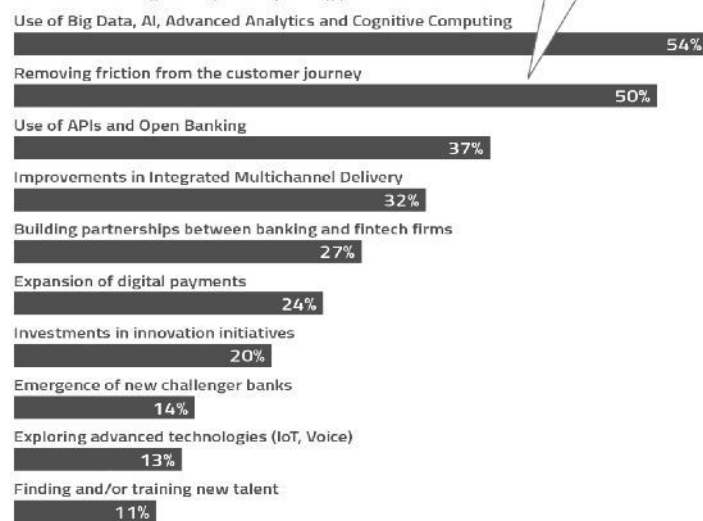 Use of Big Data, AI, Advanced Analytics and Cognitive Computing
54%
Removing friction from the customer journey
50%
Use of APIs and Open Banking
37%
Improvements in Integrated Multichannel Delivery
32%
Building partnerships between banking and fintech firms
27%
Expansion of digital payments
24%
Investments in innovation initiatives
20%
Emergence of new challenger banks
14%
Exploring advanced technologies (IoT, Voice)
13%
Finding and/or training new talent
11%